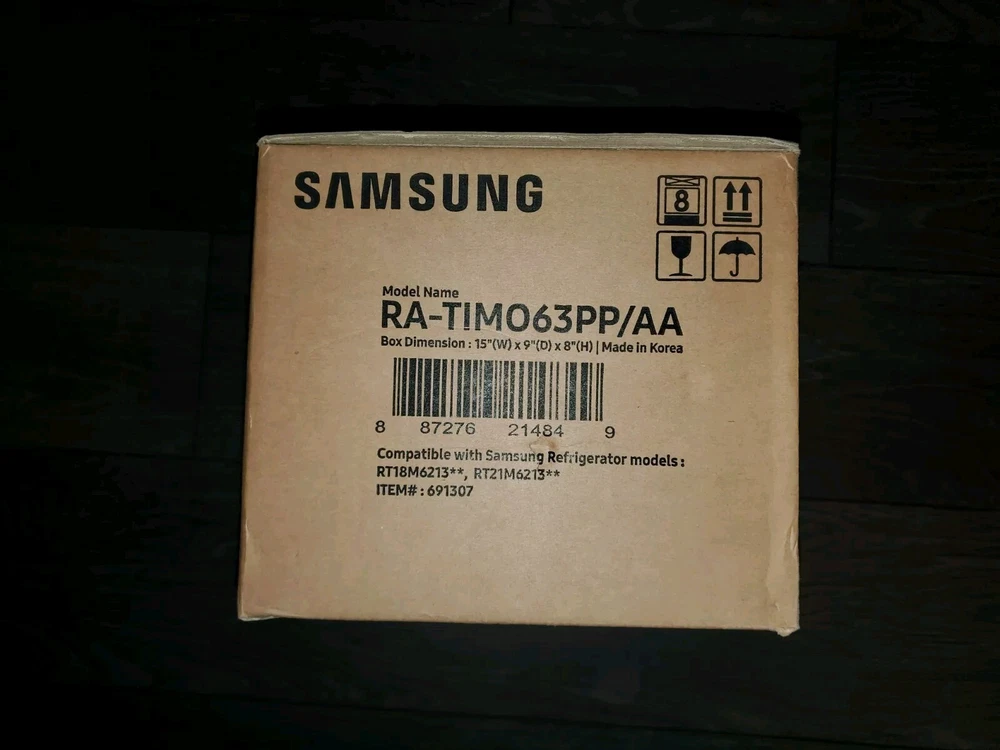 SAMSUNG
8
Model Name
RA-TIMO63PP/AA
Box Dimension : 15"(W) x 9"(D) x 8"(H) | Made in Korea
8 87276 21484 9
Compatible with Samsung Refrigerator models :
RT18M6213**, RT21M6213**
ITEM# : 691307